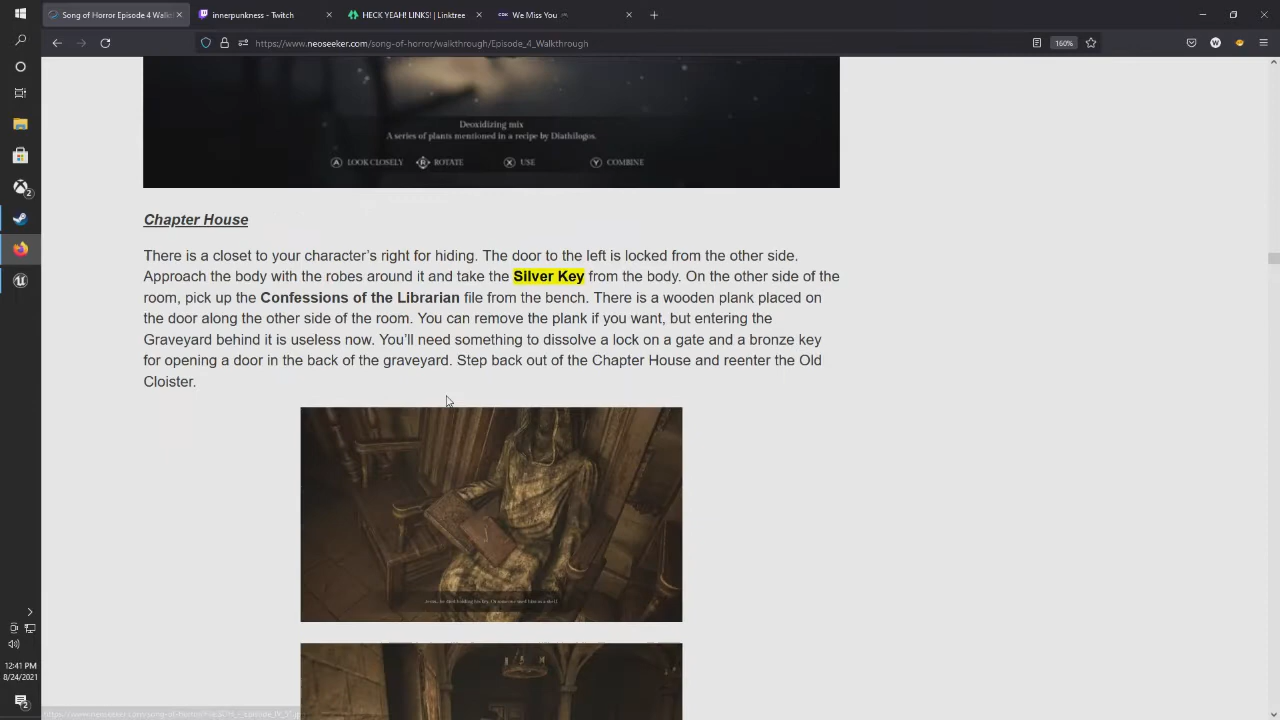 Song of Horror Episode 4 Walkt
innerpunkness - Twitch
HECK YEAH! LINKS! | Linktree
We Miss You
https://www.neoseeker.com/song-of-horror/walkthrough/Episode_4_Walkthrough
160%
Deoxidizing mix
A series of plants mentioned in a recipe by Diathilogos.
A LOOK CLOSELY R ROTATE X USE Y COMBINE
Chapter House
There is a closet to your character’s right for hiding. The door to the left is locked from the other side.
Approach the body with the robes around it and take the Silver Key from the body. On the other side of the
room, pick up the Confessions of the Librarian file from the bench. There is a wooden plank placed on
the door along the other side of the room. You can remove the plank if you want, but entering the
Graveyard behind it is useless now. You’ll need something to dissolve a lock on a gate and a bronze key
for opening a door in the back of the graveyard. Step back out of the Chapter House and reenter the Old
Cloister.
12:41 PM
8/24/2021
2
2